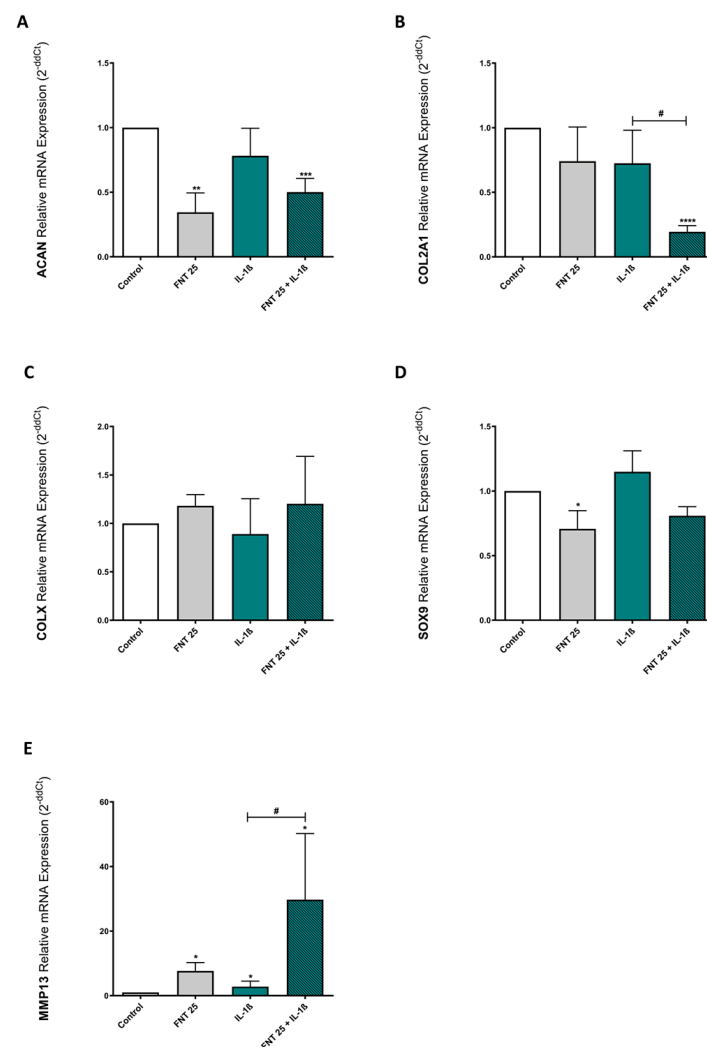 A
ACAN Relative mRNA Expression (2-ddCt)
1.5
1.0
0.5
0.0
**
***
Control
FNT 25
IL-1ß
FNT 25 + IL-1ß
B
COL2A1 Relative mRNA Expression (2-ddCt)
1.5
1.0
0.5
0.0
#
****
Control
FNT 25
IL-1ß
FNT 25 + IL-1ß
C
COLX Relative mRNA Expression (2-ddCt)
2.0
1.5
1.0
0.5
0.0
Control
FNT 25
IL-1ß
FNT 25 + IL-1ß
D
SOX9 Relative mRNA Expression (2-ddCt)
1.5
1.0
0.5
0.0
*
Control
FNT 25
IL-1ß
FNT 25 + IL-1ß
E
MMP13 Relative mRNA Expression (2-ddCt)
60
40
20
0
#
*
*
*
Control
FNT 25
IL-1ß
FNT 25 + IL-1ß